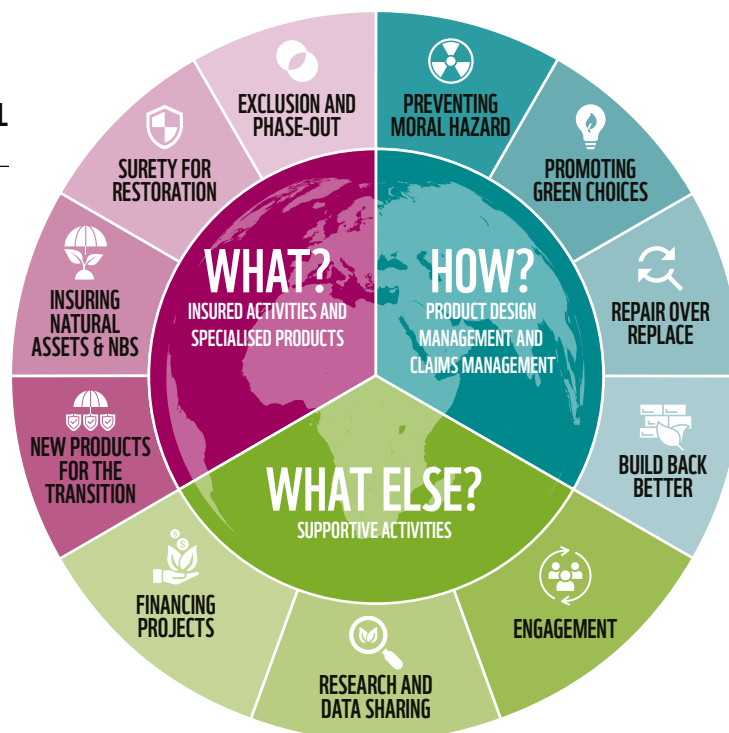 L
EXCLUSION AND
PHASE-OUT
PREVENTING
MORAL HAZARD
SURETY FOR
RESTORATION
PROMOTING
GREEN CHOICES
INSURING
NATURAL
ASSETS & NBS
REPAIR OVER
REPLACE
NEW PRODUCTS
FOR THE
TRANSITION
BUILD BACK
BETTER
WHAT?
INSURED ACTIVITIES AND
SPECIALISED PRODUCTS
HOW?
PRODUCT DESIGN
MANAGEMENT AND
CLAIMS MANAGEMENT
WHAT ELSE?
SUPPORTIVE ACTIVITIES
FINANCING
PROJECTS
RESEARCH AND
DATA SHARING
ENGAGEMENT